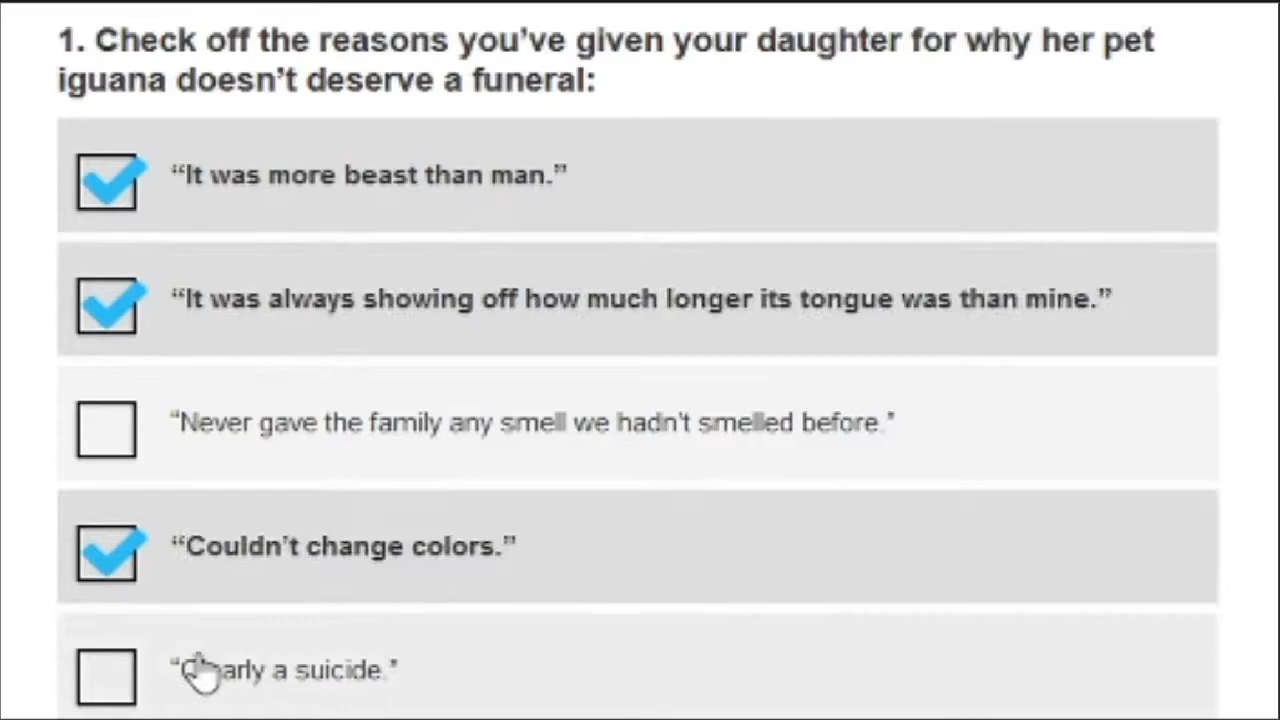 1. Check off the reasons you’ve given your daughter for why her pet
iguana doesn’t deserve a funeral:
“It was more beast than man.”
“It was always showing off how much longer its tongue was than mine.”
“Never gave the family any smell we hadn’t smelled before.”
“Couldn’t change colors.”
“Clearly a suicide.”